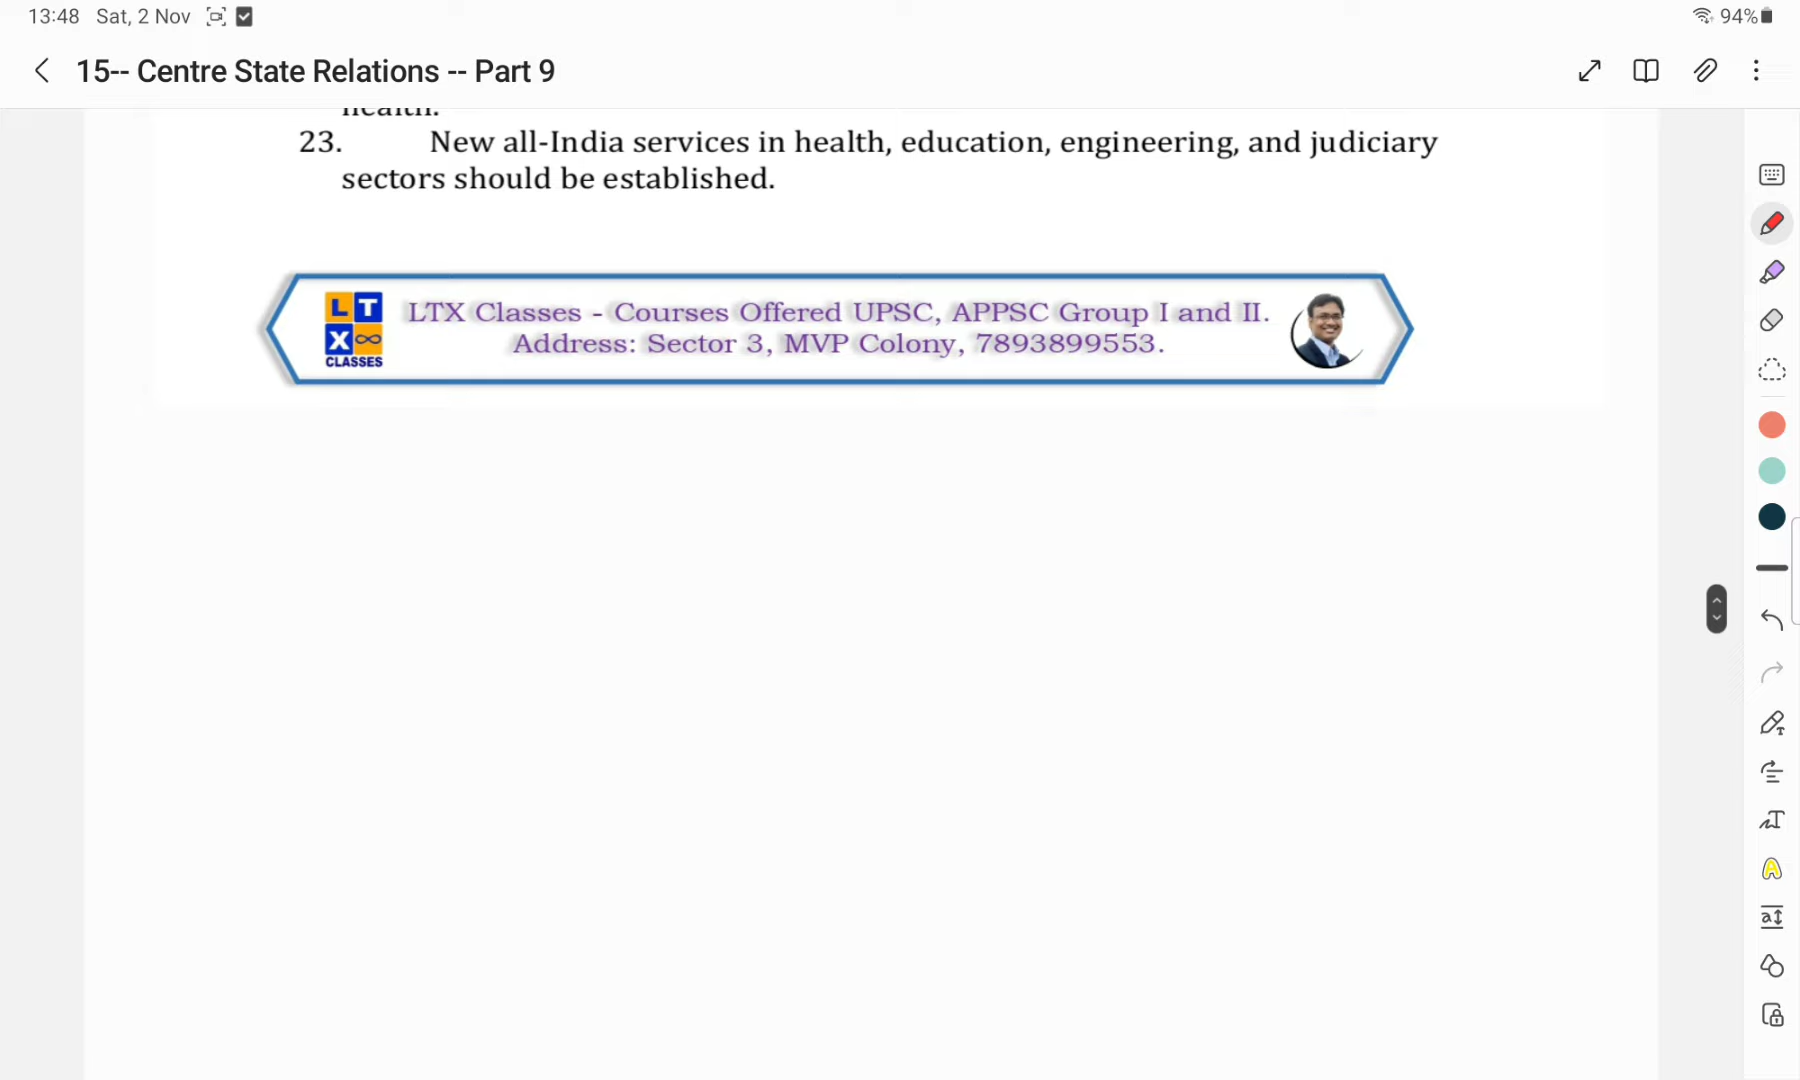 13:48 Sat, 2 Nov 94%
15-- Centre State Relations -- Part 9
health.
23. New all-India services in health, education, engineering, and judiciary
sectors should be established.
L T
X ∞
CLASSES
LTX Classes - Courses Offered UPSC, APPSC Group I and II.
Address: Sector 3, MVP Colony, 7893899553.